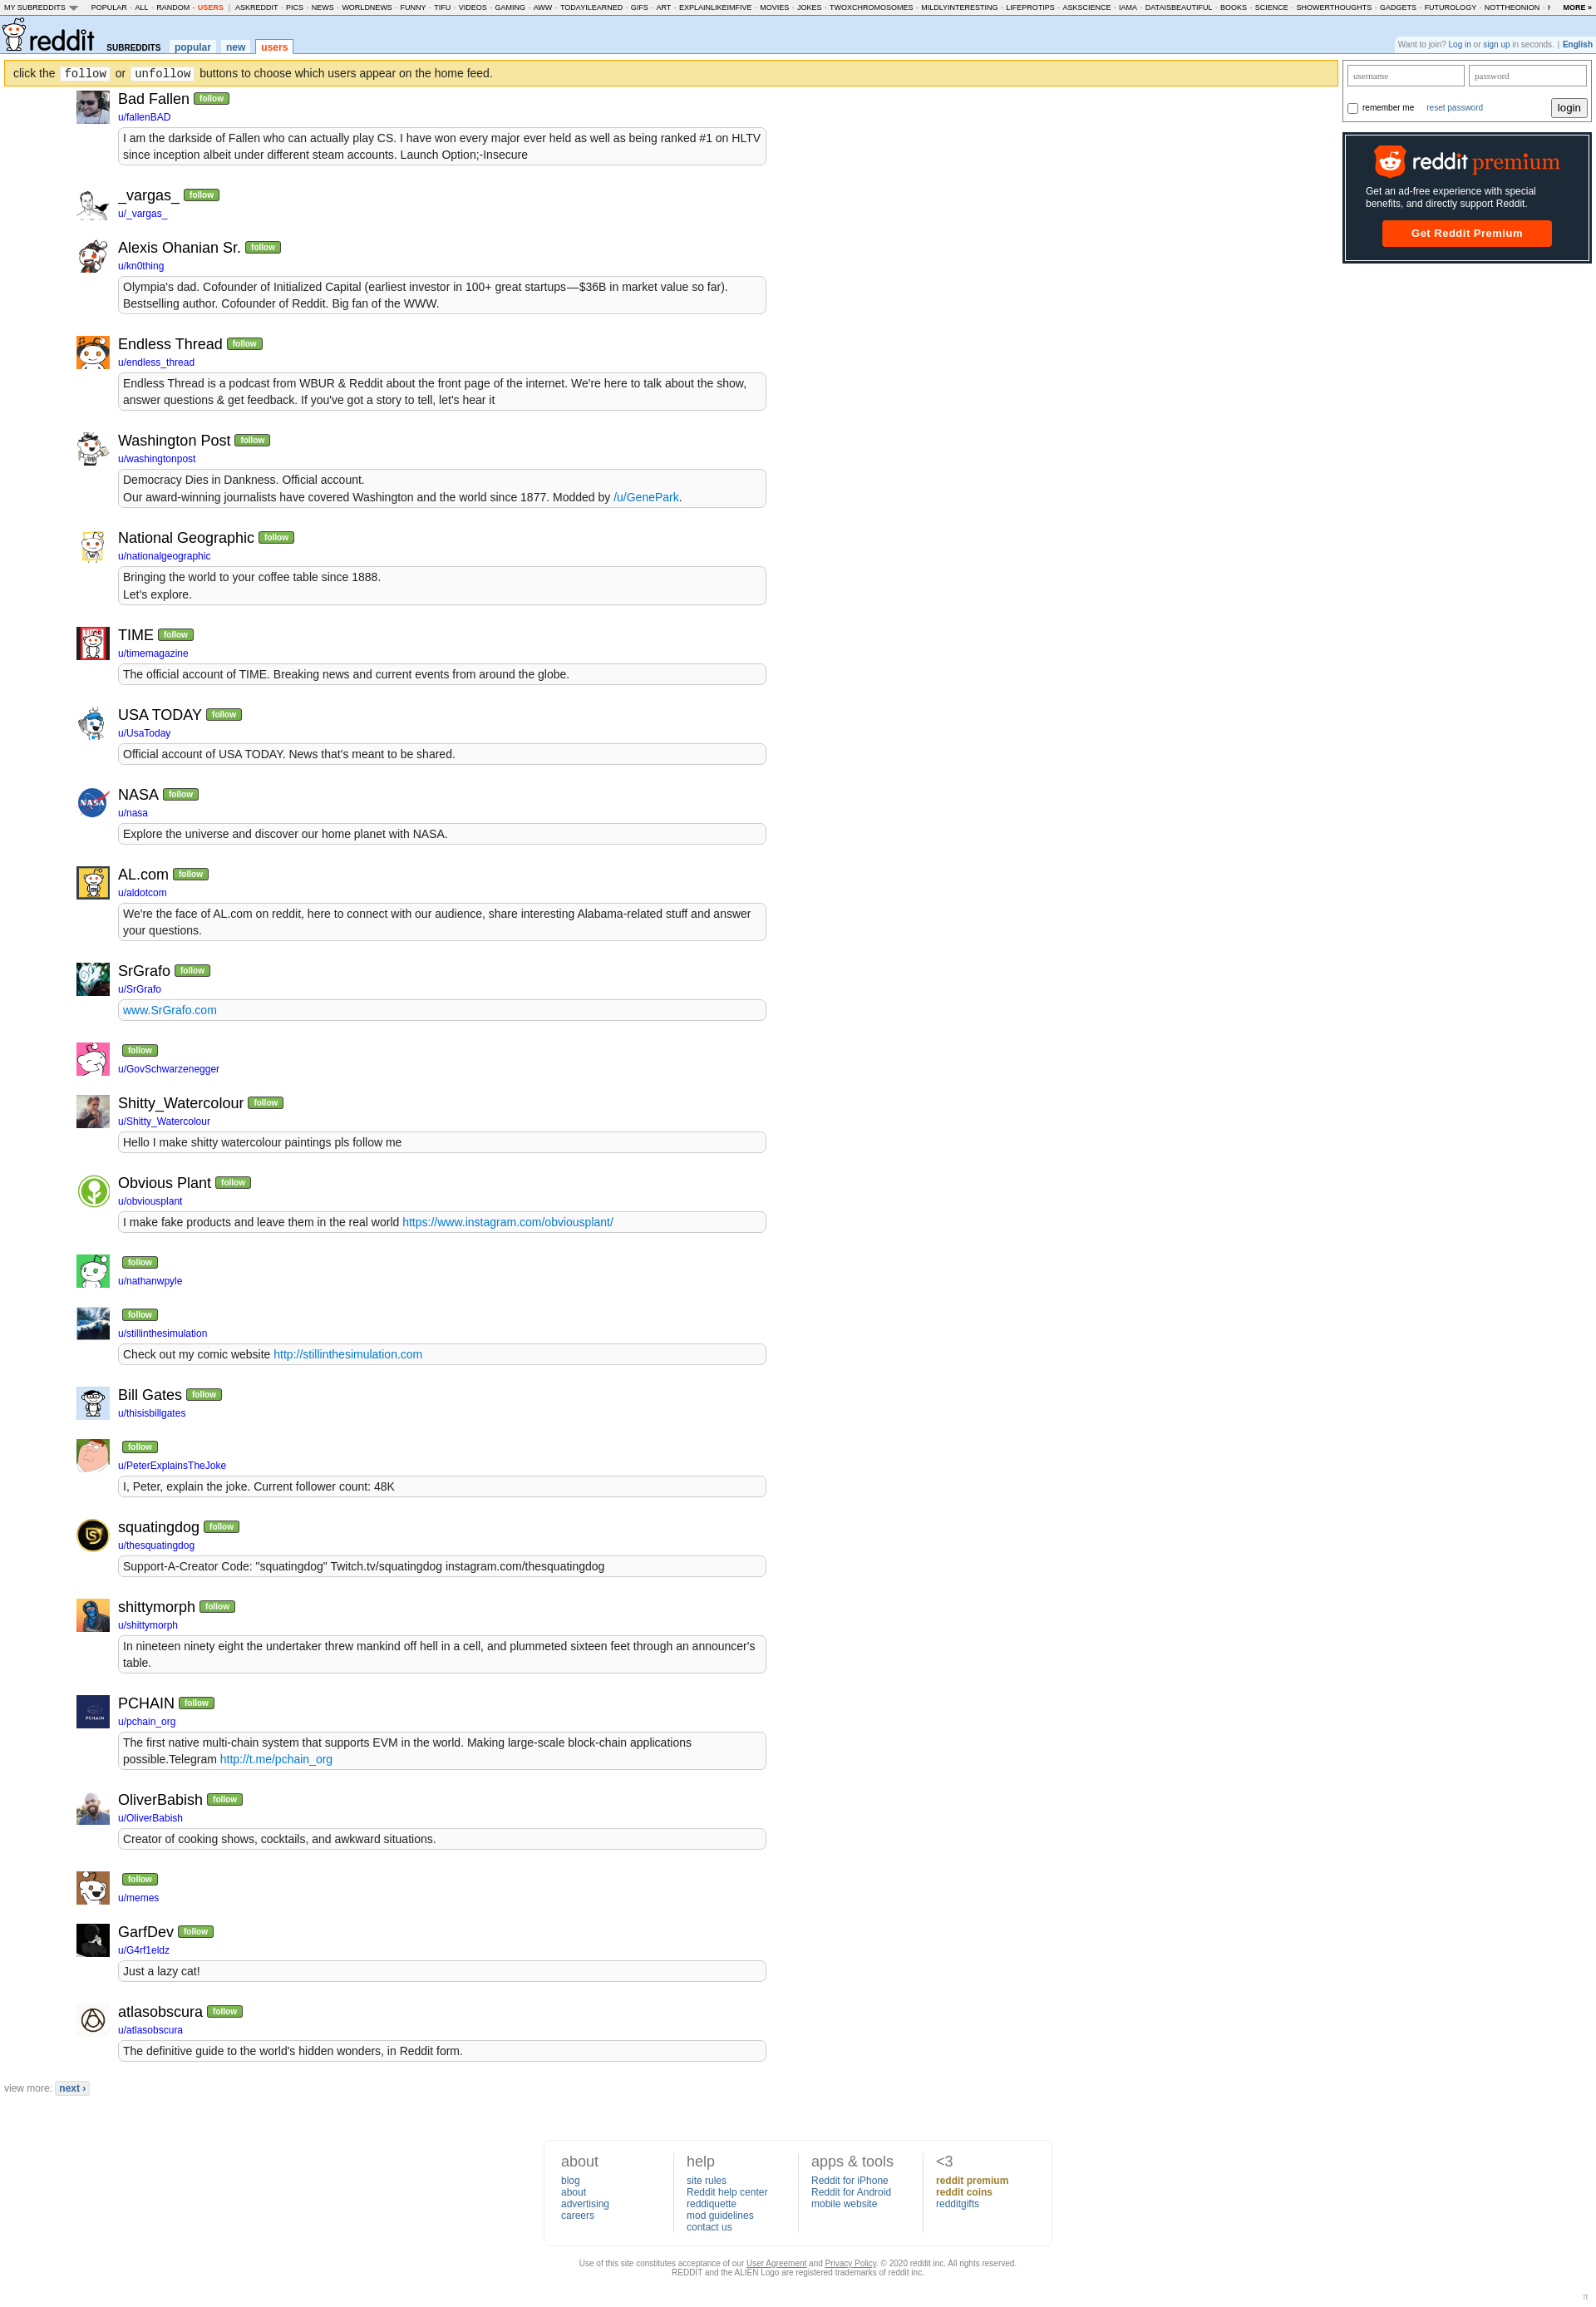 MY SUBREDDITS POPULAR - ALL - RANDOM - USERS | ASKREDDIT - PICS - NEWS - WORLDNEWS - FUNNY - TIFU - VIDEOS - GAMING - AWW - TODAYILEARNED - GIFS - ART - EXPLAINLIKEIMFIVE - MOVIES - JOKES - TWOXCHROMOSOMES - MILDLYINTERESTING - LIFEPROTIPS - ASKSCIENCE - IAMA - DATAISBEAUTIFUL - BOOKS - SCIENCE - SHOWERTHOUGHTS - GADGETS - FUTUROLOGY - NOTTHEONION - MORE »
reddit SUBREDDITS popular new users
Want to join? Log in or sign up in seconds. | English
click the follow or unfollow buttons to choose which users appear on the home feed.
username password
remember me reset password login
reddit premium
Get an ad-free experience with special
benefits, and directly support Reddit.
Get Reddit Premium
Bad Fallen follow
u/fallenBAD
I am the darkside of Fallen who can actually play CS. I have won every major ever held as well as being ranked #1 on HLTV
since inception albeit under different steam accounts. Launch Option;-Insecure
_vargas_ follow
u/_vargas_
Alexis Ohanian Sr. follow
u/kn0thing
Olympia's dad. Cofounder of Initialized Capital (earliest investor in 100+ great startups—$36B in market value so far).
Bestselling author. Cofounder of Reddit. Big fan of the WWW.
Endless Thread follow
u/endless_thread
Endless Thread is a podcast from WBUR & Reddit about the front page of the internet. We're here to talk about the show,
answer questions & get feedback. If you've got a story to tell, let's hear it
Washington Post follow
u/washingtonpost
Democracy Dies in Dankness. Official account.
Our award-winning journalists have covered Washington and the world since 1877. Modded by /u/GenePark.
National Geographic follow
u/nationalgeographic
Bringing the world to your coffee table since 1888.
Let's explore.
TIME follow
u/timemagazine
The official account of TIME. Breaking news and current events from around the globe.
USA TODAY follow
u/UsaToday
Official account of USA TODAY. News that's meant to be shared.
NASA
NASA follow
u/nasa
Explore the universe and discover our home planet with NASA.
AL.com follow
u/aldotcom
We're the face of AL.com on reddit, here to connect with our audience, share interesting Alabama-related stuff and answer
your questions.
SrGrafo follow
u/SrGrafo
www.SrGrafo.com
follow
u/GovSchwarzenegger
Shitty_Watercolour follow
u/Shitty_Watercolour
Hello I make shitty watercolour paintings pls follow me
Obvious Plant follow
u/obviousplant
I make fake products and leave them in the real world https://www.instagram.com/obviousplant/
follow
u/nathanwpyle
follow
u/stillinthesimulation
Check out my comic website http://stillinthesimulation.com
Bill Gates follow
u/thisisbillgates
follow
u/PeterExplainsTheJoke
I, Peter, explain the joke. Current follower count: 48K
squatingdog follow
u/thesquatingdog
Support-A-Creator Code: "squatingdog" Twitch.tv/squatingdog instagram.com/thesquatingdog
shittymorph follow
u/shittymorph
In nineteen ninety eight the undertaker threw mankind off hell in a cell, and plummeted sixteen feet through an announcer's
table.
PCHAIN
PCHAIN follow
u/pchain_org
The first native multi-chain system that supports EVM in the world. Making large-scale block-chain applications
possible.Telegram http://t.me/pchain_org
OliverBabish follow
u/OliverBabish
Creator of cooking shows, cocktails, and awkward situations.
follow
u/memes
GarfDev follow
u/G4rf1eldz
Just a lazy cat!
atlasobscura follow
u/atlasobscura
The definitive guide to the world's hidden wonders, in Reddit form.
view more: next ›
about
blog
about
advertising
careers
help
site rules
Reddit help center
reddiquette
mod guidelines
contact us
apps & tools
Reddit for iPhone
Reddit for Android
mobile website
<3
reddit premium
reddit coins
redditgifts
Use of this site constitutes acceptance of our User Agreement and Privacy Policy. © 2020 reddit inc. All rights reserved.
REDDIT and the ALIEN Logo are registered trademarks of reddit inc.
π